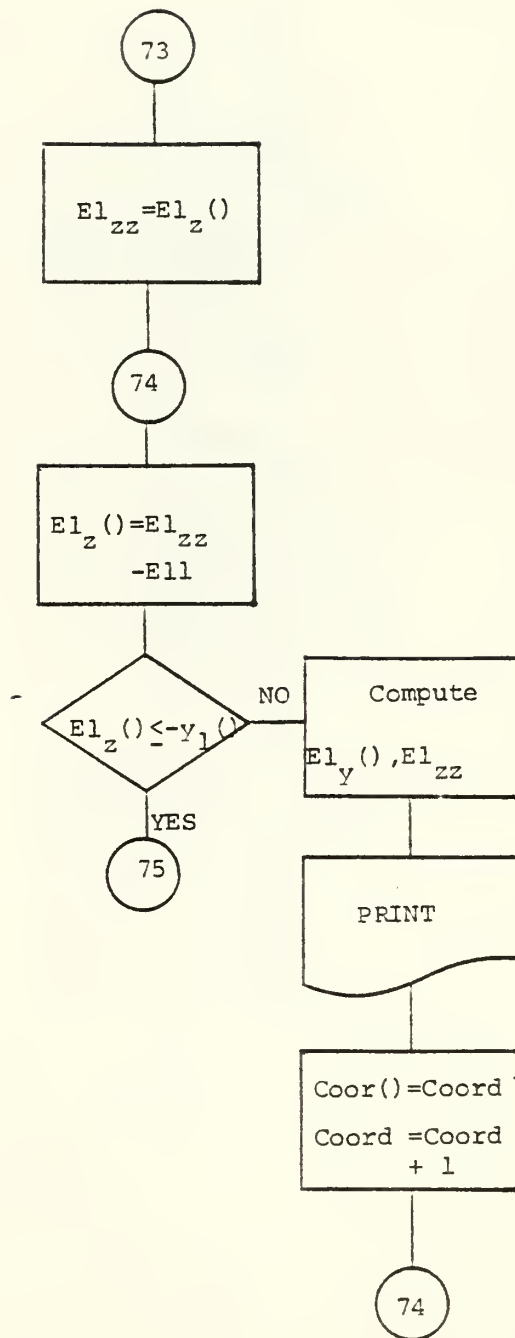 73
El_zz=El_z()
74
El_z()=El_zz
-Ell
El_z()≤-y_1()
NO
Compute
El_y(),El_zz
YES
75
PRINT
Coor()=Coord
Coord =Coord
+ 1
74